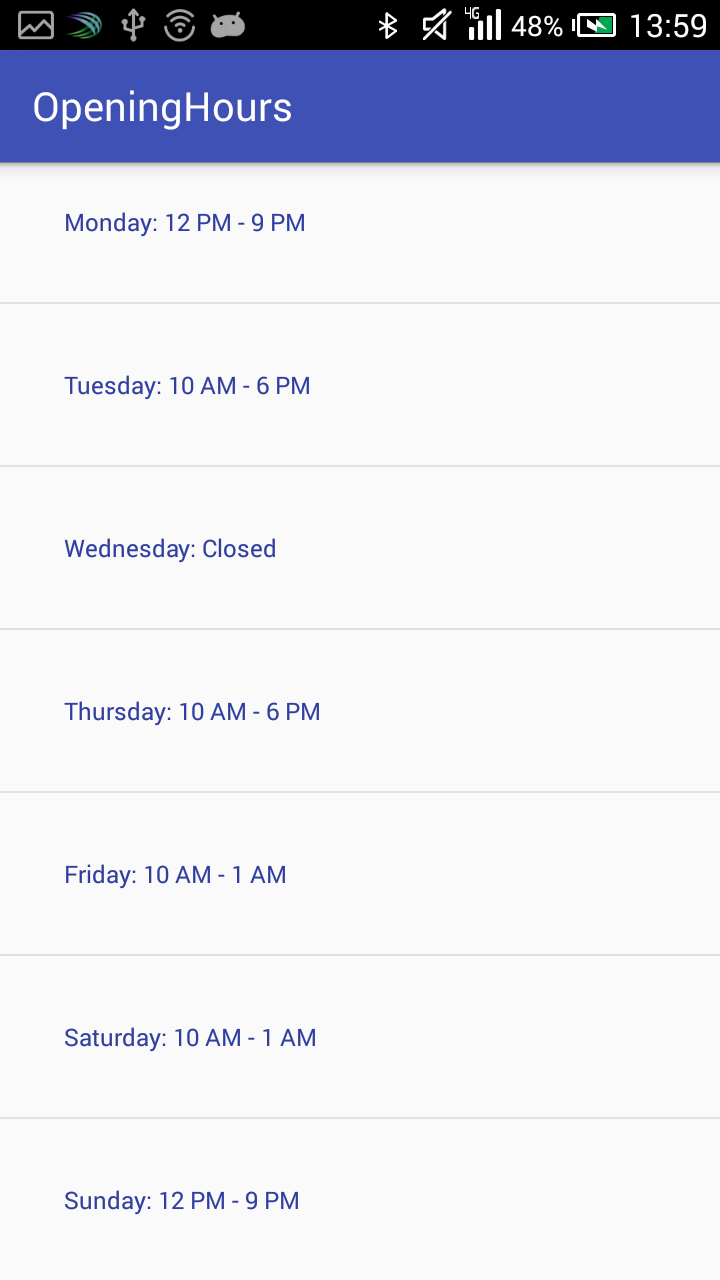 4G 48% 13:59
OpeningHours
Monday: 12 PM - 9 PM
Tuesday: 10 AM - 6 PM
Wednesday: Closed
Thursday: 10 AM - 6 PM
Friday: 10 AM - 1 AM
Saturday: 10 AM - 1 AM
Sunday: 12 PM - 9 PM